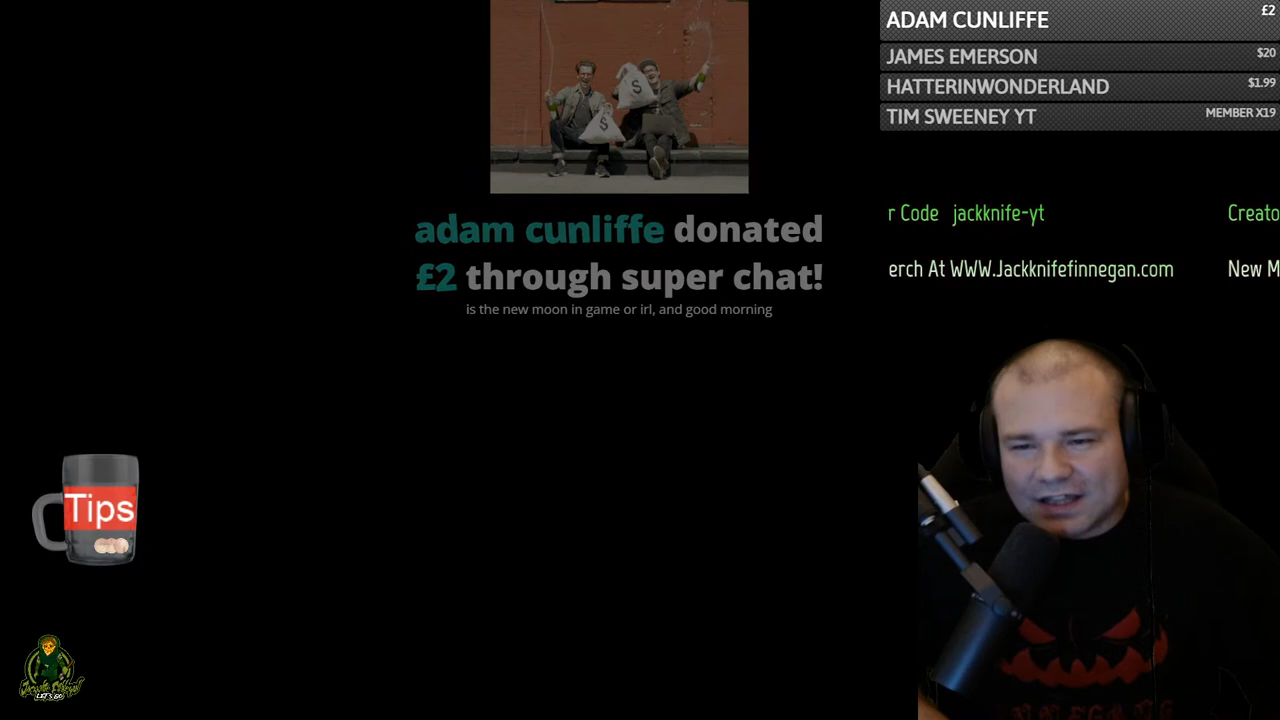 ADAM CUNLIFFE £2
JAMES EMERSON $20
HATTERINWONDERLAND $1.99
TIM SWEENEY YT MEMBER X19
$
$
adam cunliffe donated
£2 through super chat!
is the new moon in game or irl, and good morning
r Code jackknife-yt Creato
erch At WWW.Jackknifefinnegan.com New M
Tips
LET'S GO